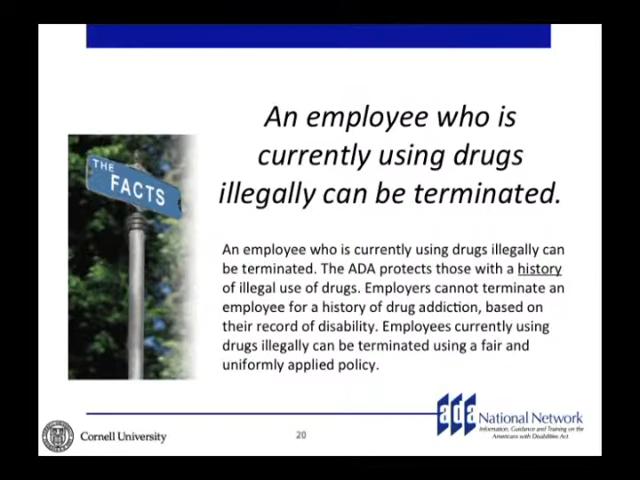 An employee who is
currently using drugs
illegally can be terminated.
THE
FACTS
An employee who is currently using drugs illegally can
be terminated. The ADA protects those with a history
of illegal use of drugs. Employers cannot terminate an
employee for a history of drug addiction, based on
their record of disability. Employees currently using
drugs illegally can be terminated using a fair and
uniformly applied policy.
Cornell University
20
ada National Network
Information, Guidance and Training on the
Americans with Disabilities Act